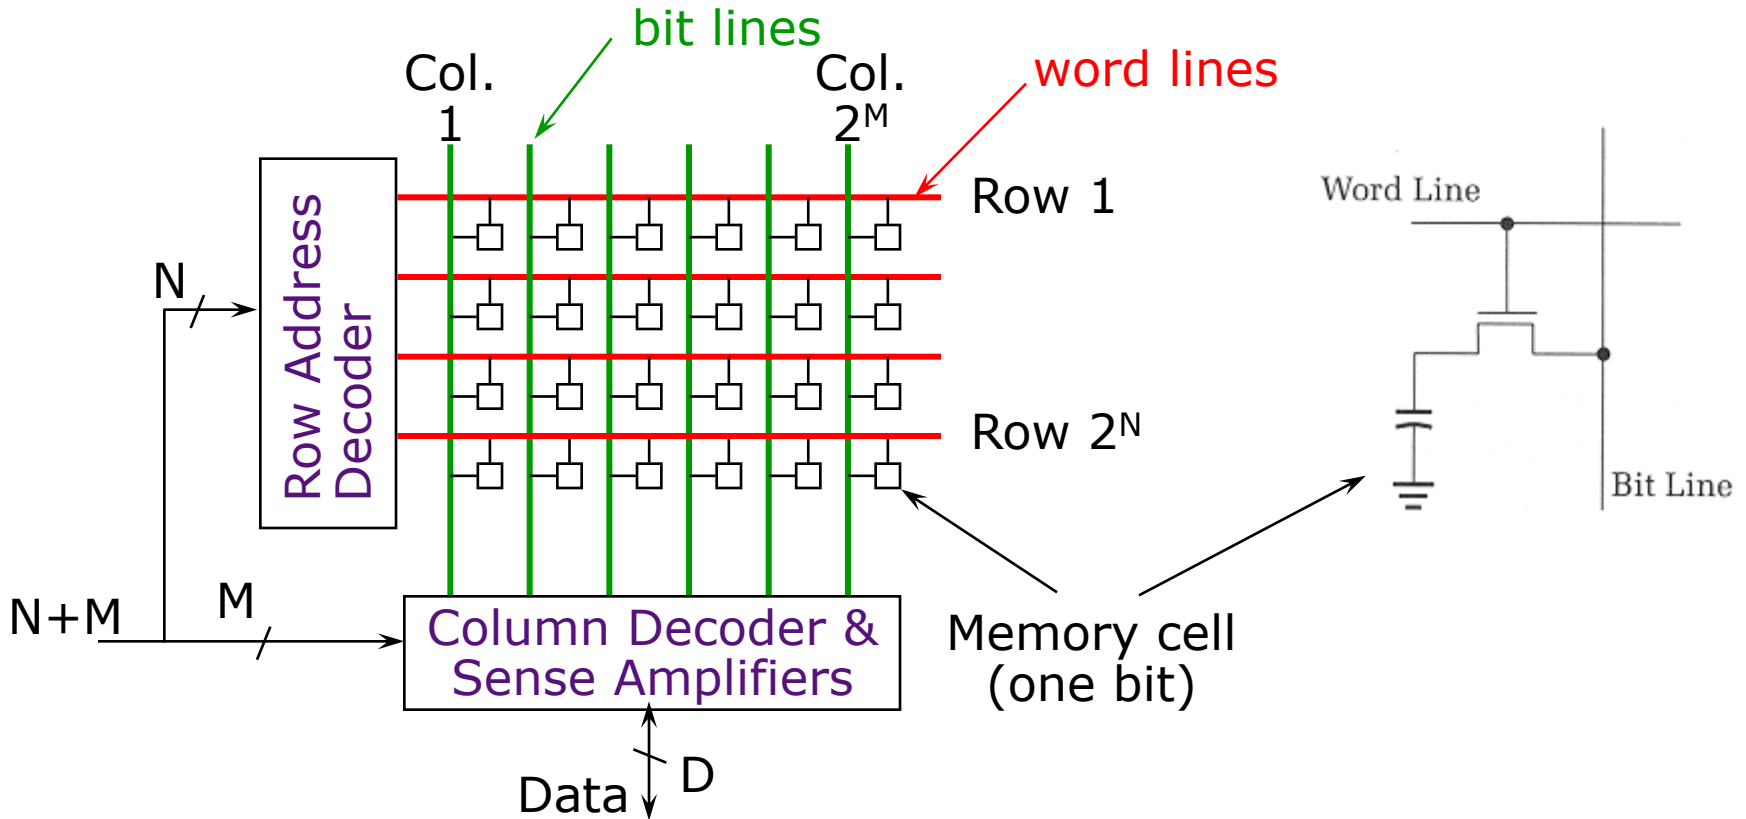 bit lines
Col.
1
Col.
2ᴹ
word lines
Row 1
Word Line
N
Row Address
Decoder
Row 2ᴺ
Bit Line
N+M
M
Column Decoder &
Sense Amplifiers
Memory cell
(one bit)
D
Data